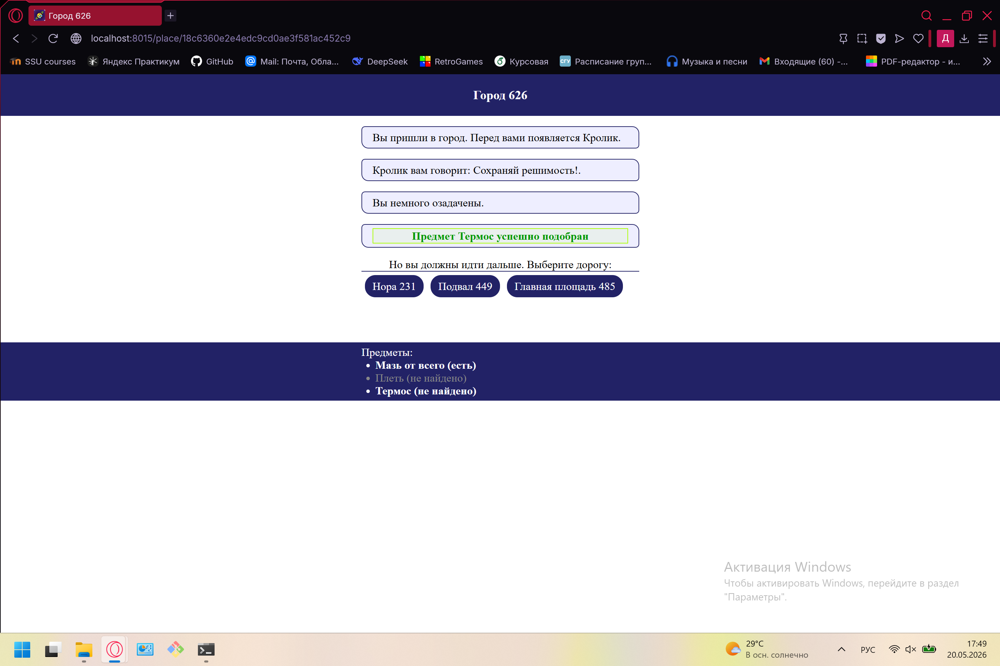 Город 626
localhost:8015/place/18c6360e2e4edc9cd0ae3f581ac452c9
Д
SSU courses
Яндекс Практикум
GitHub
Mail: Почта, Обла...
DeepSeek
RetroGames
Курсовая
СГУ
Расписание груп...
Музыка и песни
Входящие (60) -...
PDF-редактор - и...
Город 626
Вы пришли в город. Перед вами появляется Кролик.
Кролик вам говорит: Сохраняй решимость!.
Вы немного озадачены.
Предмет Термос успешно подобран
Но вы должны идти дальше. Выберите дорогу:
Нора 231
Подвал 449
Главная площадь 485
Предметы:
Мазь от всего (есть)
Плеть (не найдено)
Термос (не найдено)
Активация Windows
Чтобы активировать Windows, перейдите в раздел
"Параметры".
29°C
В осн. солнечно
РУС
17:49
20.05.2026